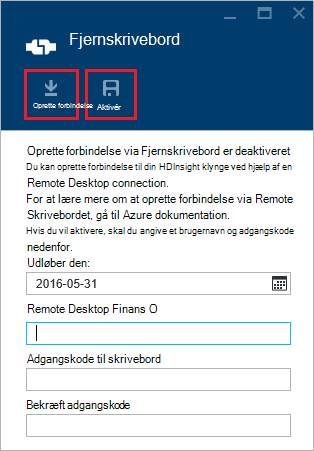 Fjernskrivebord
Oprette forbindelse
Aktivér
Oprette forbindelse via Fjernskrivebord er deaktiveret
Du kan oprette forbindelse til din HDInsight klynge ved hjælp af en
Remote Desktop connection.
For at lære mere om at oprette forbindelse via Remote
Skrivebordet, gå til Azure dokumentation.
Hvis du vil aktivere, skal du angive et brugernavn og adgangskode
nedenfor.
Udløber den:
2016-05-31
Remote Desktop Finans O
Adgangskode til skrivebord
Bekræft adgangskode